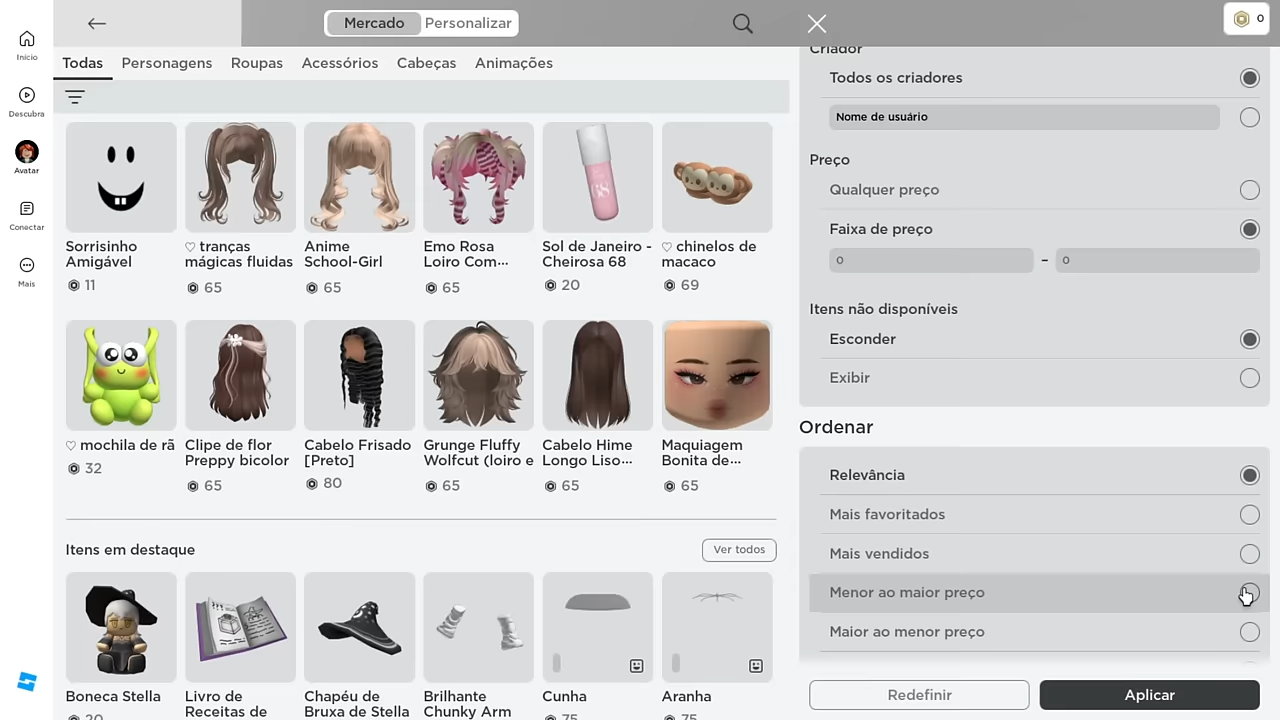 Mercado
Personalizar
0
Início
Descubra
Avatar
Conectar
Mais
Todas
Personagens
Roupas
Acessórios
Cabeças
Animações
Sorrisinho
Amigável
11
♡ tranças
mágicas fluidas
65
Anime
School-Girl
65
Emo Rosa
Loiro Com...
65
Sol de Janeiro -
Cheirosa 68
20
♡ chinelos de
macaco
69
♡ mochila de rã
32
Clipe de flor
Preppy bicolor
65
Cabelo Frisado
[Preto]
80
Grunge Fluffy
Wolfcut (loiro e
65
Cabelo Hime
Longo Liso...
65
Maquiagem
Bonita de...
65
Itens em destaque
Ver todos
Boneca Stella
20
Livro de
Receitas de
Chapéu de
Bruxa de Stella
Brilhante
Chunky Arm
Cunha
75
Aranha
75
Criador
Todos os criadores
Nome de usuário
Preço
Qualquer preço
Faixa de preço
0 – 0
Itens não disponíveis
Esconder
Exibir
Ordenar
Relevância
Mais favoritados
Mais vendidos
Menor ao maior preço
Maior ao menor preço
Redefinir
Aplicar